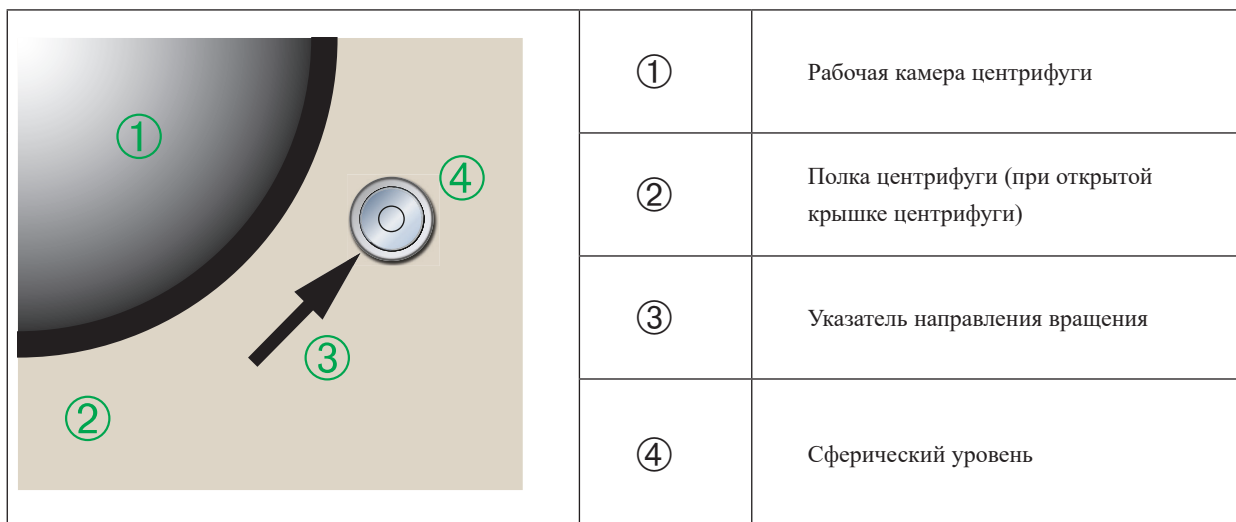 ①
④
③
②
① Рабочая камера центрифуги
② Полка центрифуги (при открытой
крышке центрифуги)
③ Указатель направления вращения
④ Сферический уровень